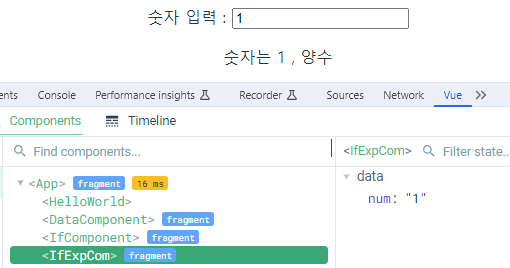 숫자 입력 : 1
숫자는 1 , 양수
ents Console Performance insights Recorder Sources Network Vue
Components Timeline
Find components... <IfExpCom> Filter state...
<App> fragment 16 ms
data
<HelloWorld>
num: "1"
<DataComponent> fragment
<IfComponent> fragment
<IfExpCom> fragment